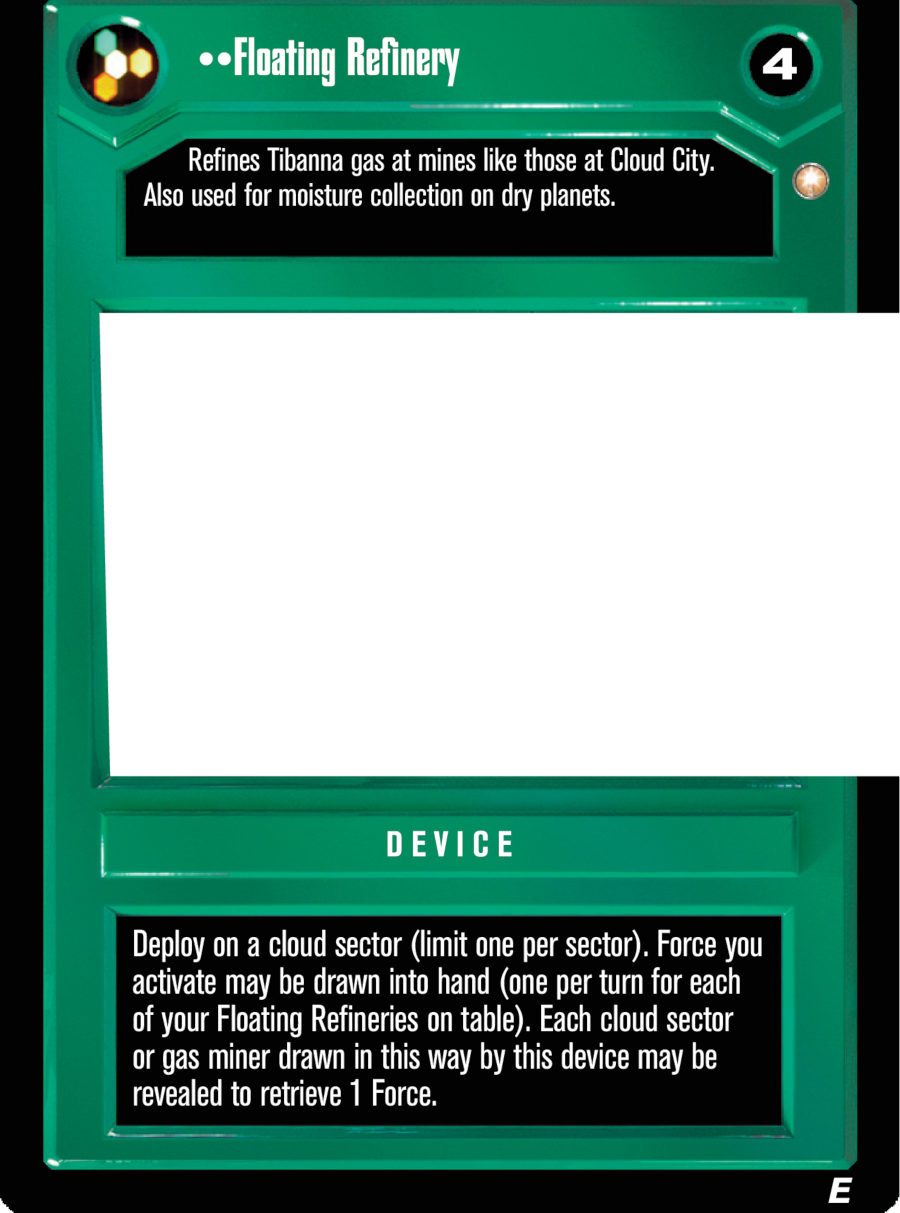 ••Floating Refinery
4
Refines Tibanna gas at mines like those at Cloud City.
Also used for moisture collection on dry planets.
DEVICE
Deploy on a cloud sector (limit one per sector). Force you
activate may be drawn into hand (one per turn for each
of your Floating Refineries on table). Each cloud sector
or gas miner drawn in this way by this device may be
revealed to retrieve 1 Force.
E